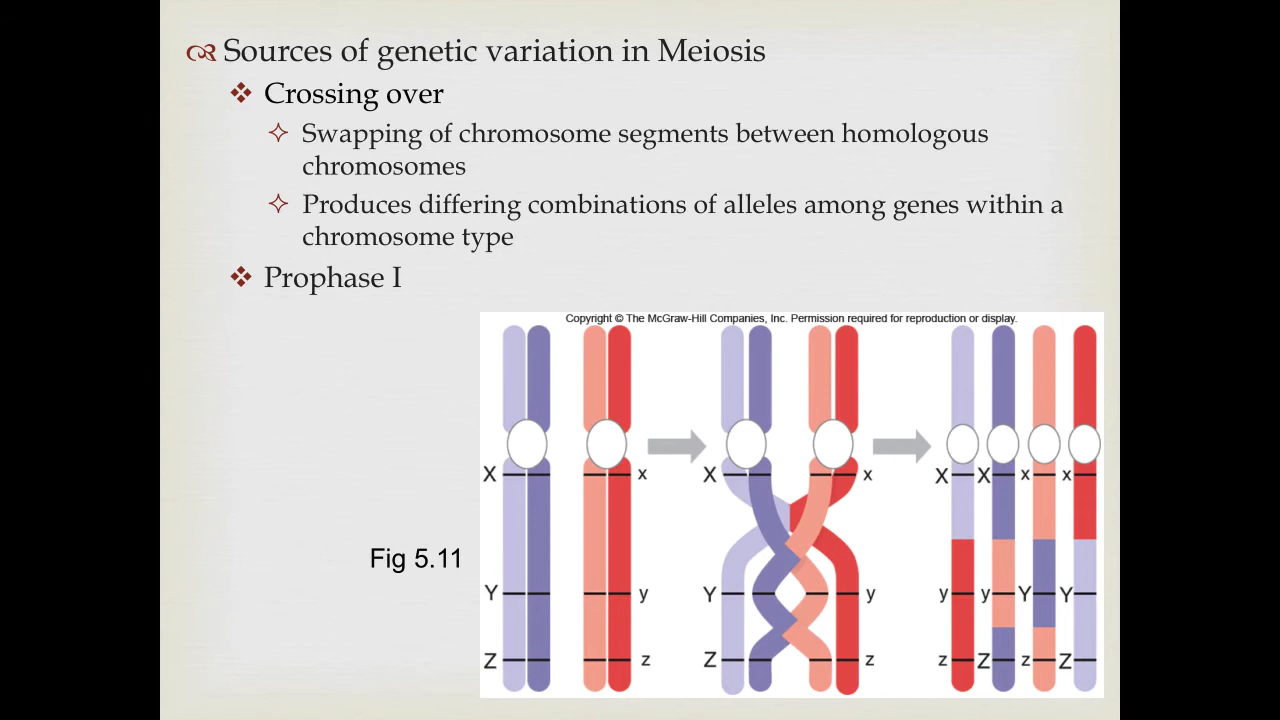 Sources of genetic variation in Meiosis
Crossing over
Swapping of chromosome segments between homologous
chromosomes
Produces differing combinations of alleles among genes within a
chromosome type
Prophase I
Copyright © The McGraw-Hill Companies, Inc. Permission required for reproduction or display.
X x X x X X x x
Fig 5.11
Y y Y y y y Y Y
Z z Z z z Z z Z